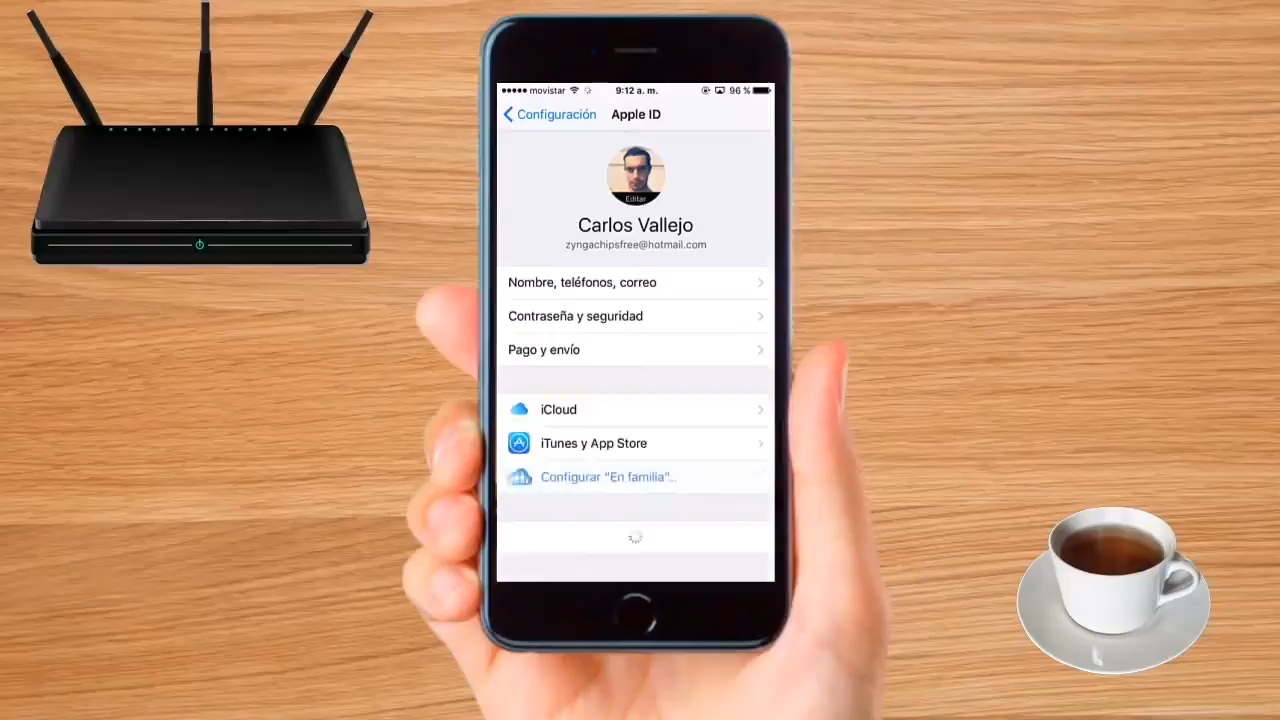 movistar 9:12 a. m. 96 %
Configuración Apple ID
Editar
Carlos Vallejo
zyngachipsfree@hotmail.com
Nombre, teléfonos, correo
Contraseña y seguridad
Pago y envío
iCloud
iTunes y App Store
Configurar “En familia”...